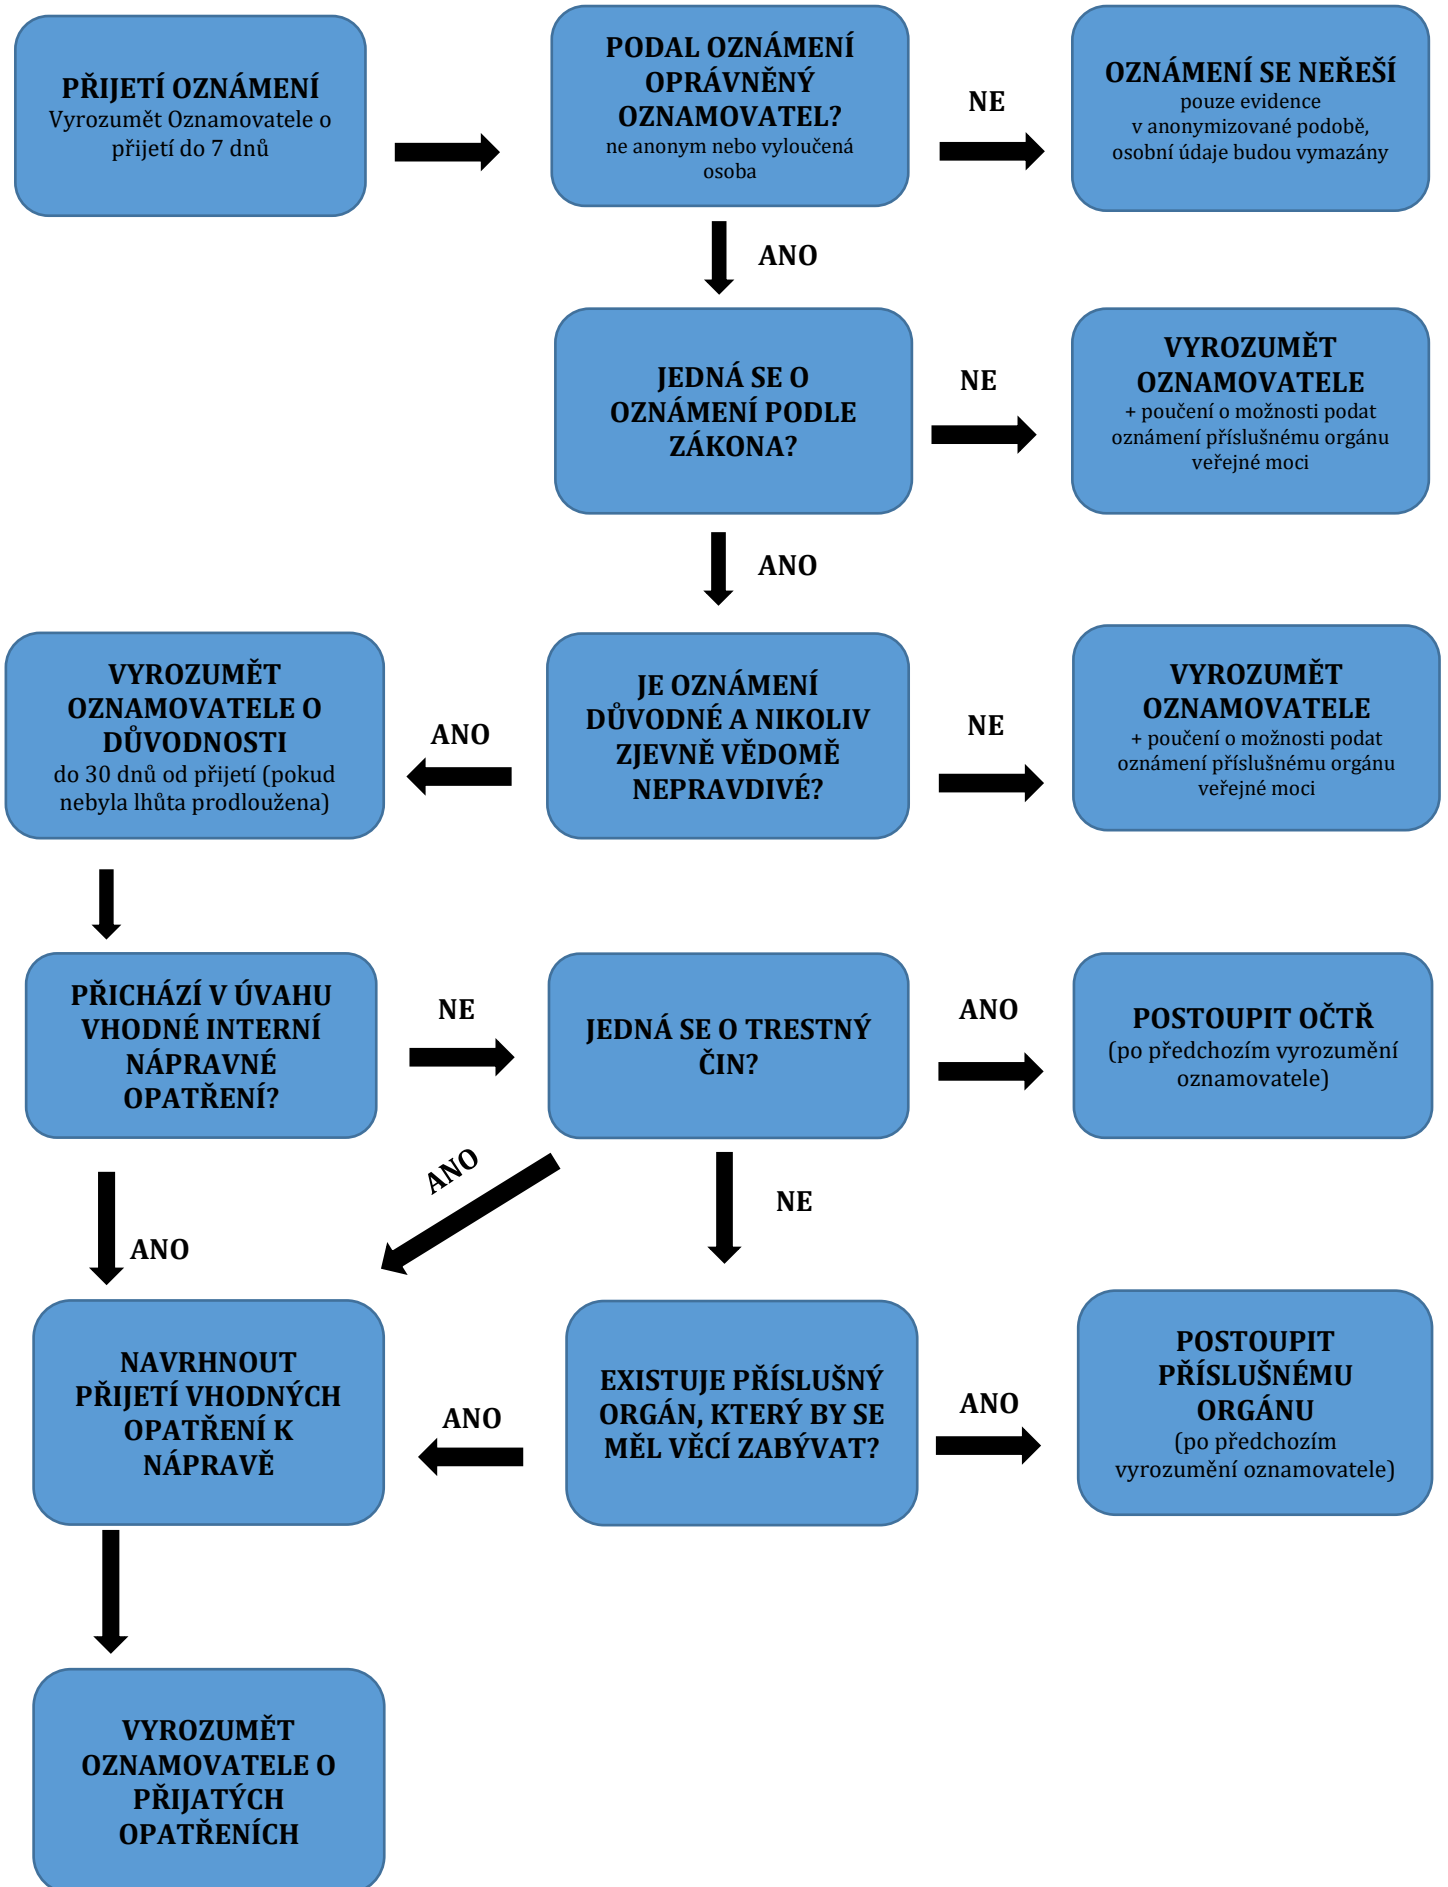 PŘIJETÍ OZNÁMENÍ
Vyrozumět Oznamovatele o
přijetí do 7 dnů
PODAL OZNÁMENÍ
OPRÁVNĚNÝ
OZNAMOVATEL?
ne anonym nebo vyloučená
osoba
NE
OZNÁMENÍ SE NEŘEŠÍ
pouze evidence
v anonymizované podobě,
osobní údaje budou vymazány
ANO
JEDNÁ SE O
OZNÁMENÍ PODLE
ZÁKONA?
NE
VYROZUMĚT
OZNAMOVATELE
+ poučení o možnosti podat
oznámení příslušnému orgánu
veřejné moci
ANO
VYROZUMĚT
OZNAMOVATELE O
DŮVODNOSTI
do 30 dnů od přijetí (pokud
nebyla lhůta prodloužena)
ANO
JE OZNÁMENÍ
DŮVODNÉ A NIKOLIV
ZJEVNĚ VĚDOMĚ
NEPRAVDIVÉ?
NE
VYROZUMĚT
OZNAMOVATELE
+ poučení o možnosti podat
oznámení příslušnému orgánu
veřejné moci
PŘICHÁZÍ V ÚVAHU
VHODNÉ INTERNÍ
NÁPRAVNÉ
OPATŘENÍ?
NE
JEDNÁ SE O TRESTNÝ
ČIN?
ANO
POSTOUPIT OČTŘ
(po předchozím vyrozumění
oznamovatele)
ANO
ANO
NE
NAVRHNOUT
PŘIJETÍ VHODNÝCH
OPATŘENÍ K
NÁPRAVĚ
ANO
EXISTUJE PŘÍSLUŠNÝ
ORGÁN, KTERÝ BY SE
MĚL VĚCÍ ZABÝVAT?
ANO
POSTOUPIT
PŘÍSLUŠNÉMU
ORGÁNU
(po předchozím
vyrozumění oznamovatele)
VYROZUMĚT
OZNAMOVATELE O
PŘIJATÝCH
OPATŘENÍCH